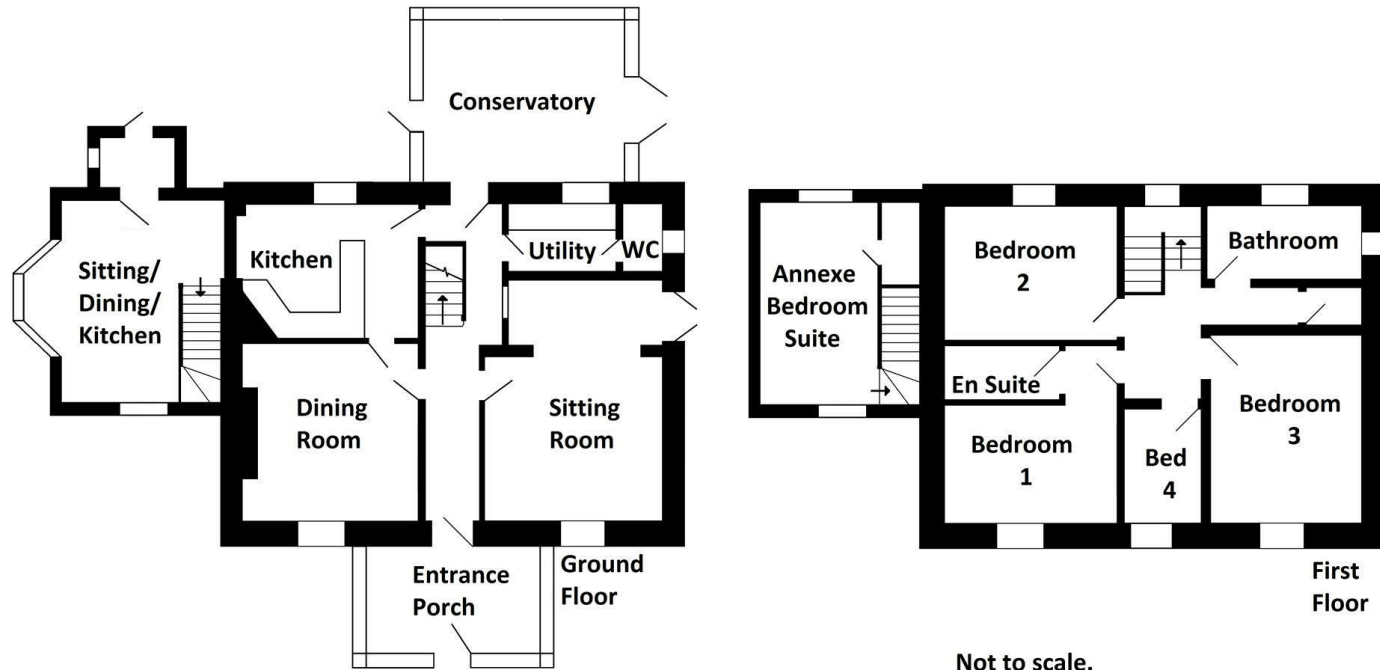 Conservatory
Sitting/
Dining/
Kitchen
Kitchen
Utility
WC
Dining
Room
Sitting
Room
Entrance
Porch
Ground
Floor
Annexe
Bedroom
Suite
Bedroom
2
Bathroom
En Suite
Bedroom
1
Bed
4
Bedroom
3
First
Floor
Not to scale.